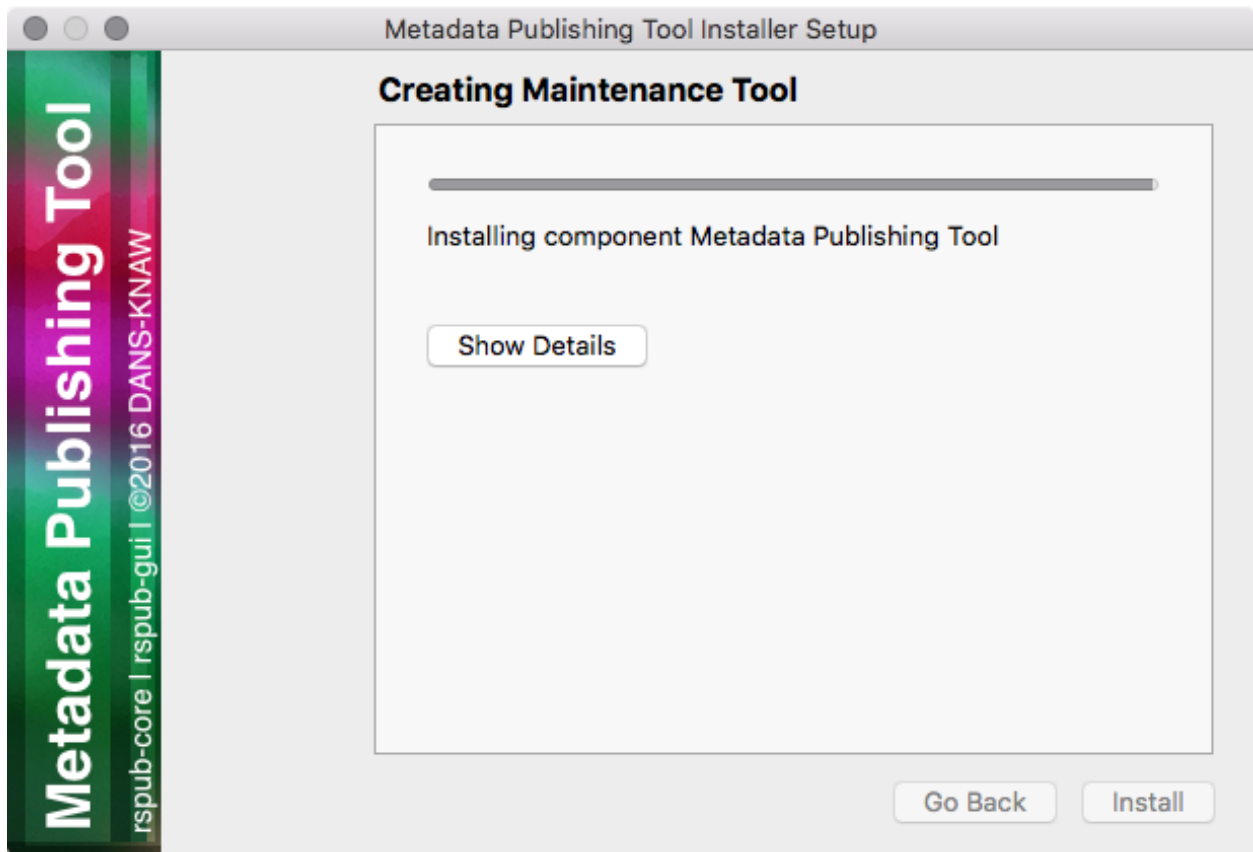 Metadata Publishing Tool Installer Setup
Metadata Publishing Tool
rspub-core | rspub-gui | ©2016 DANS-KNAW
Creating Maintenance Tool
Installing component Metadata Publishing Tool
Show Details
Go Back
Install